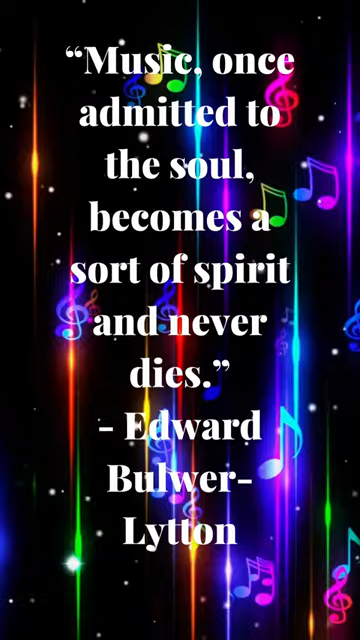 “Music, once
admitted to
the soul,
becomes a
sort of spirit
and never
dies.”
- Edward
Bulwer-
Lytton